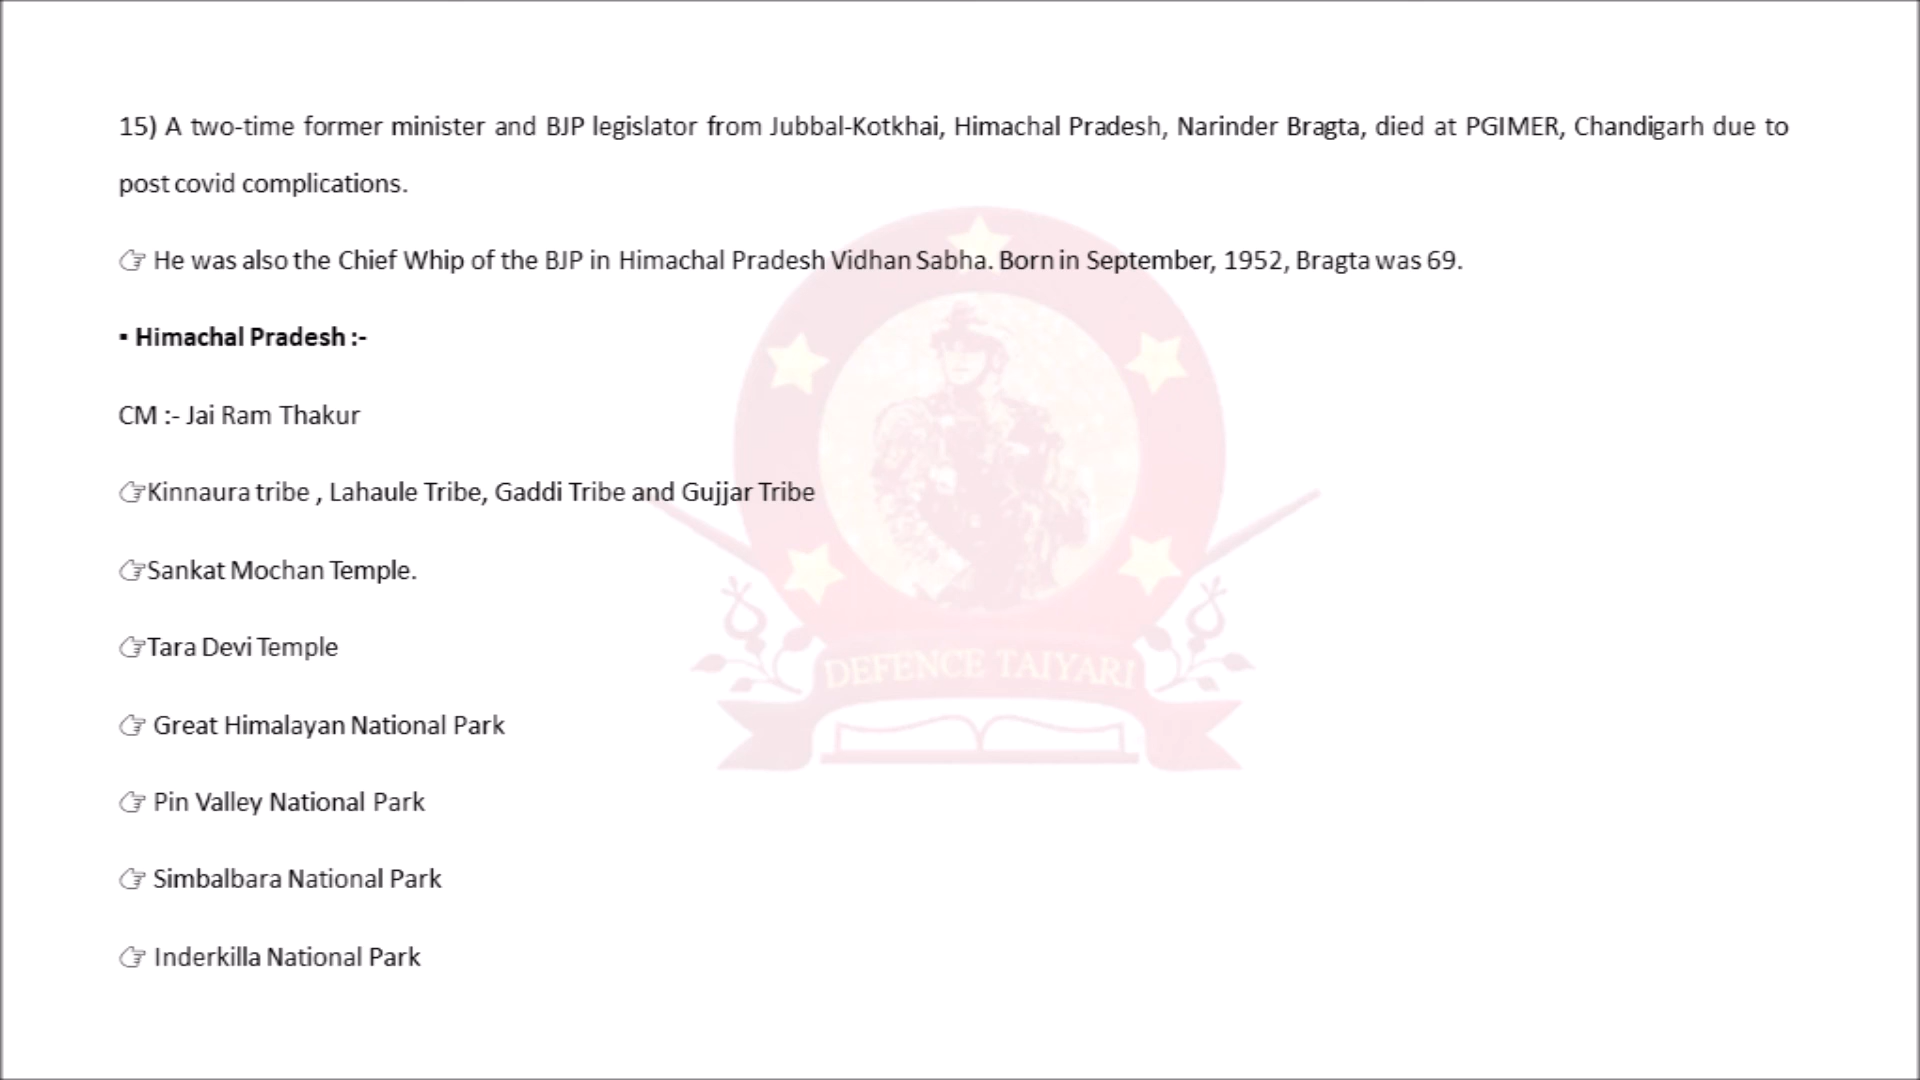 15) A two-time former minister and BJP legislator from Jubbal-Kotkhai, Himachal Pradesh, Narinder Bragta, died at PGIMER, Chandigarh due to
post covid complications.
👉 He was also the Chief Whip of the BJP in Himachal Pradesh Vidhan Sabha. Born in September, 1952, Bragta was 69.
▪ Himachal Pradesh :-
CM :- Jai Ram Thakur
👉Kinnaura tribe , Lahaule Tribe, Gaddi Tribe and Gujjar Tribe
👉Sankat Mochan Temple.
👉Tara Devi Temple
DEFENCE TAIYARI
👉 Great Himalayan National Park
👉 Pin Valley National Park
👉 Simbalbara National Park
👉 Inderkilla National Park